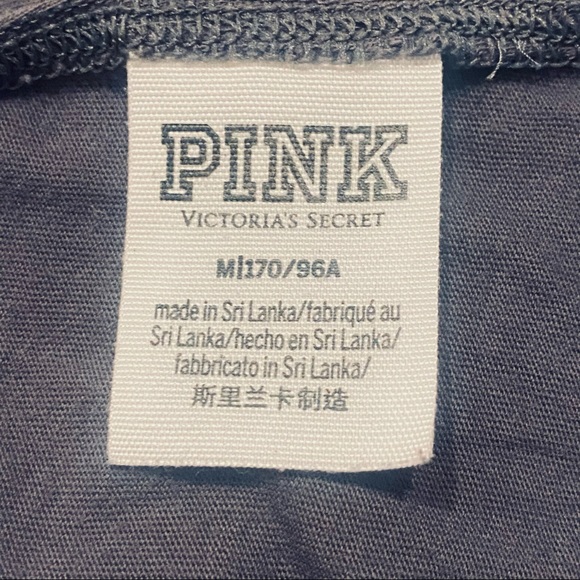 PINK
VICTORIA'S SECRET
M|170/96A
made in Sri Lanka/fabriqué au
Sri Lanka/hecho en Sri Lanka/
fabbricato in Sri Lanka/
斯里兰卡制造